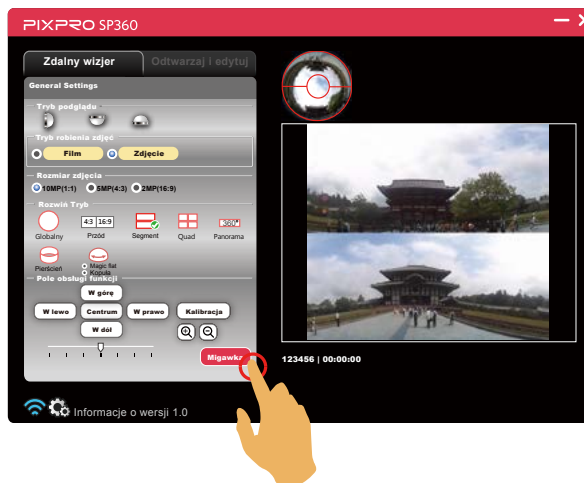 PIXPRO SP360
Zdalny wizjer
Odtwarzaj i edytuj
General Settings
Tryb podglądu
Tryb robienia zdjęć
Film
Zdjęcie
Rozmiar zdjęcia
10MP(1:1) 5MP(4:3) 2MP(16:9)
Rozwiń Tryb
4:3 16:9
360°
Globalny Przód Segment Quad Panorama
Pierścień
Magic flat
Kopuła
Pole obsługi funkcji
W górę
W lewo Centrum W prawo Kalibracja
W dół
Migawka
123456 | 00:00:00
Informacje o wersji 1.0